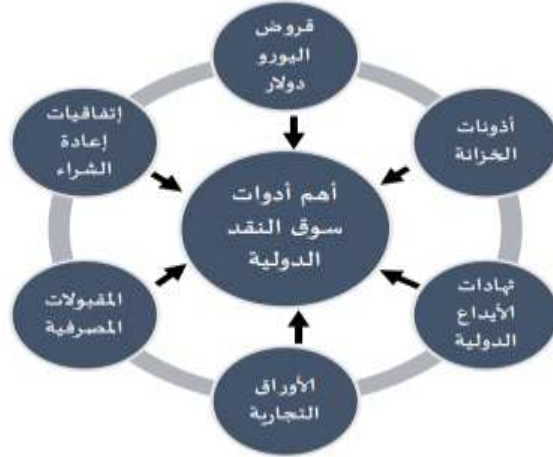 قروض
اليورو
دولار
أذونات
الخزانة
شهادات
الأيداع
الدولية
الأوراق
التجارية
المقبولات
المصرفية
إتفاقيات
إعادة
الشراء
أهم أدوات
سوق النقد
الدولية